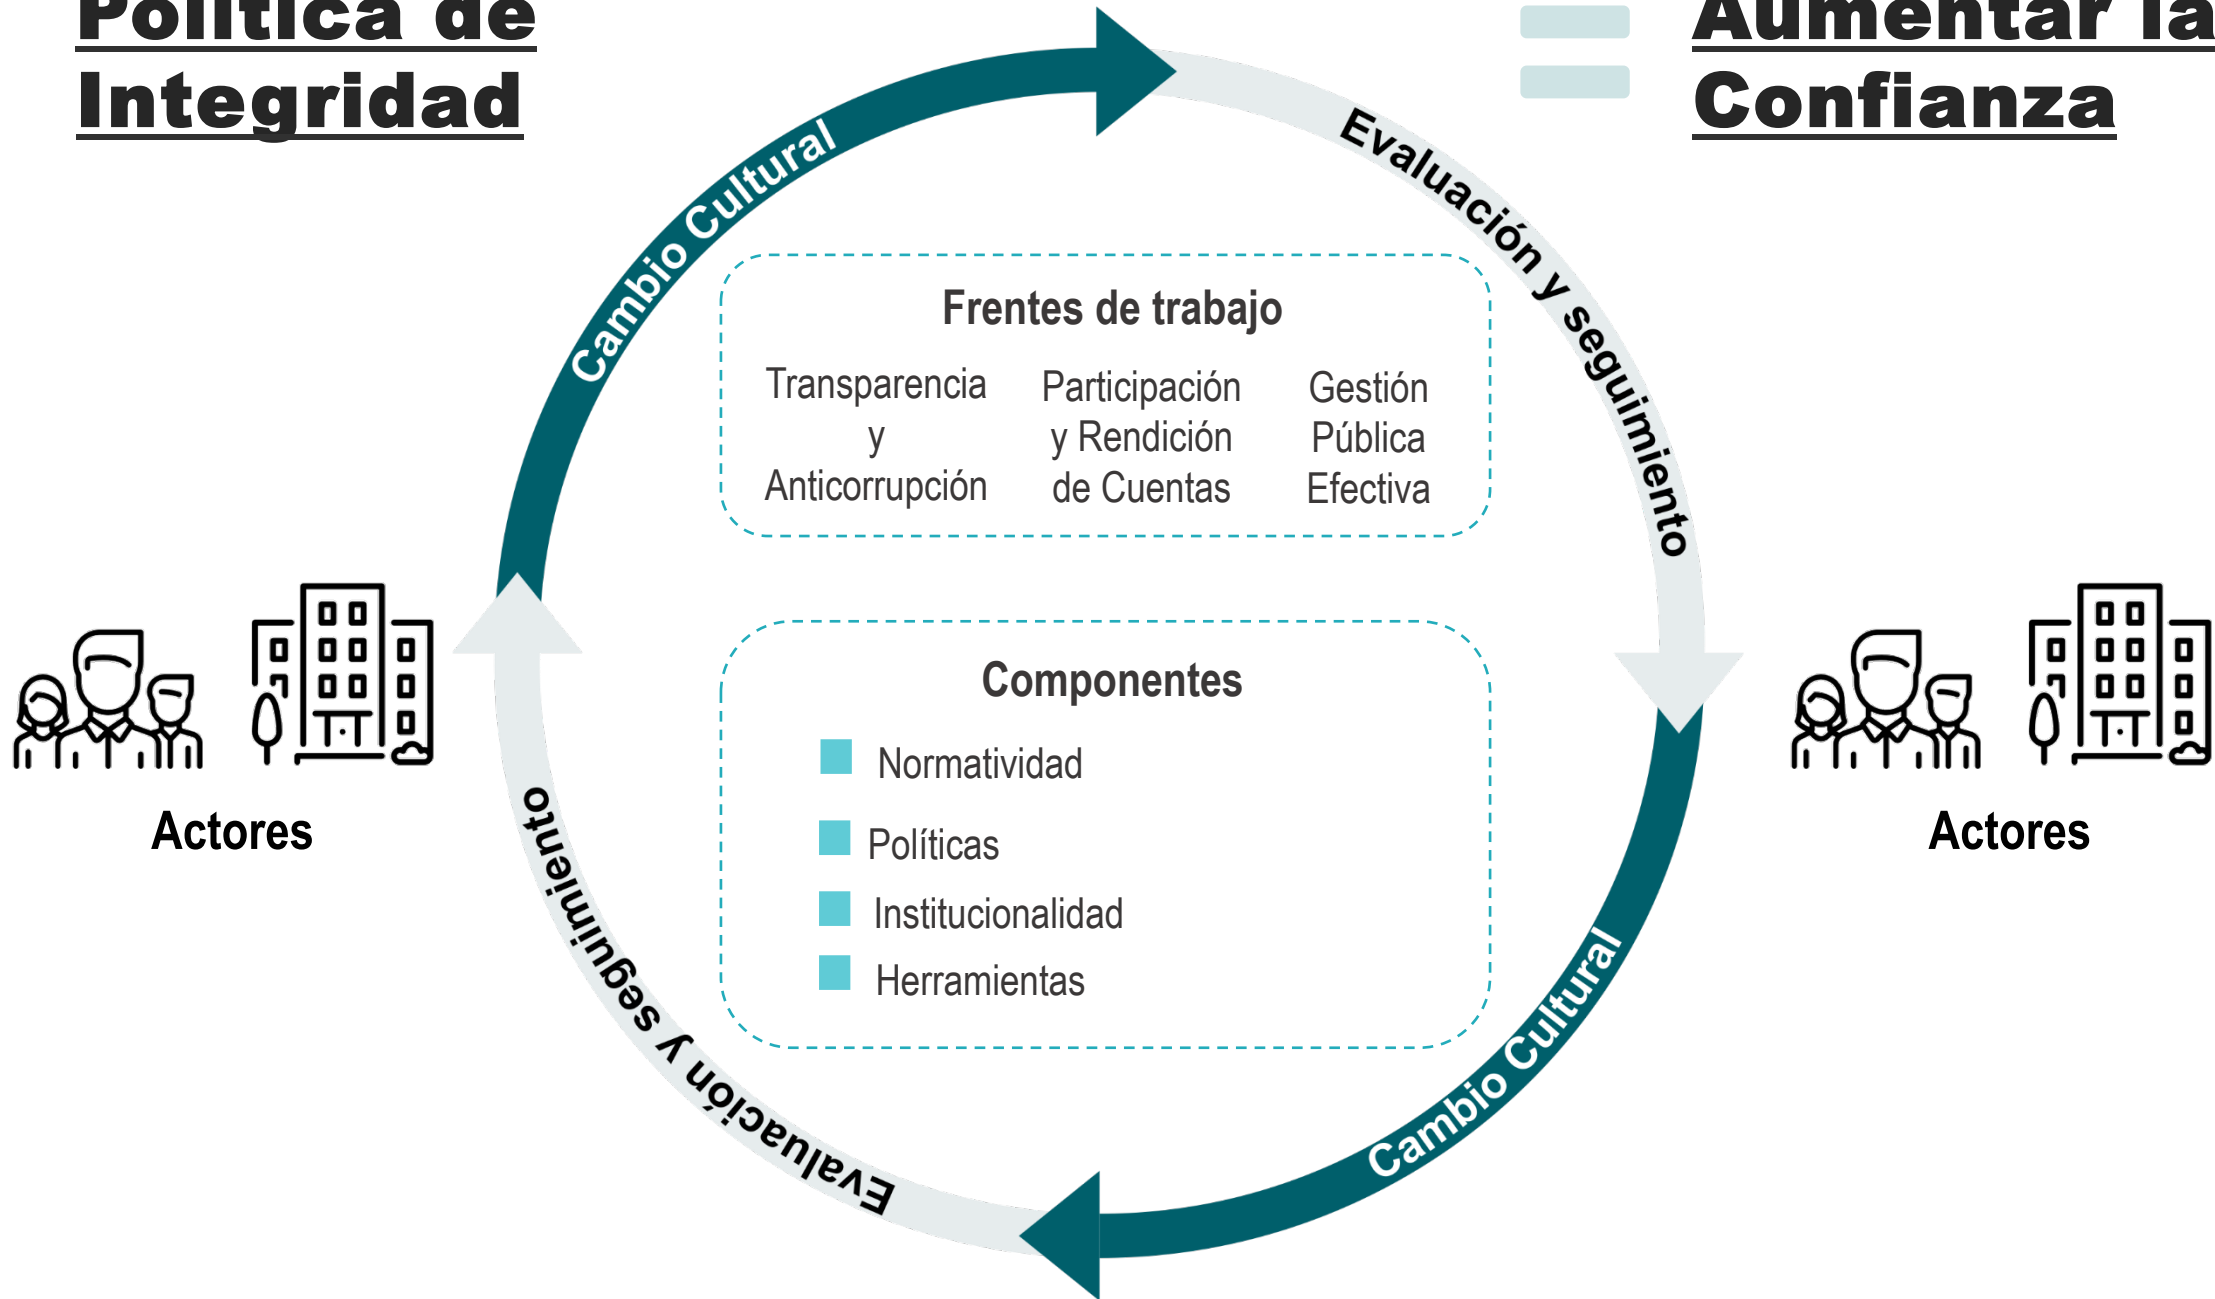 Política de
Integridad
Aumentar la
Confianza
Cambio Cultural
Evaluación y seguimiento
Frentes de trabajo
Transparencia
y
Anticorrupción
Participación
y Rendición
de Cuentas
Gestión
Pública
Efectiva
Componentes
Normatividad
Políticas
Institucionalidad
Herramientas
Actores
Actores
Evaluación y seguimiento
Cambio Cultural